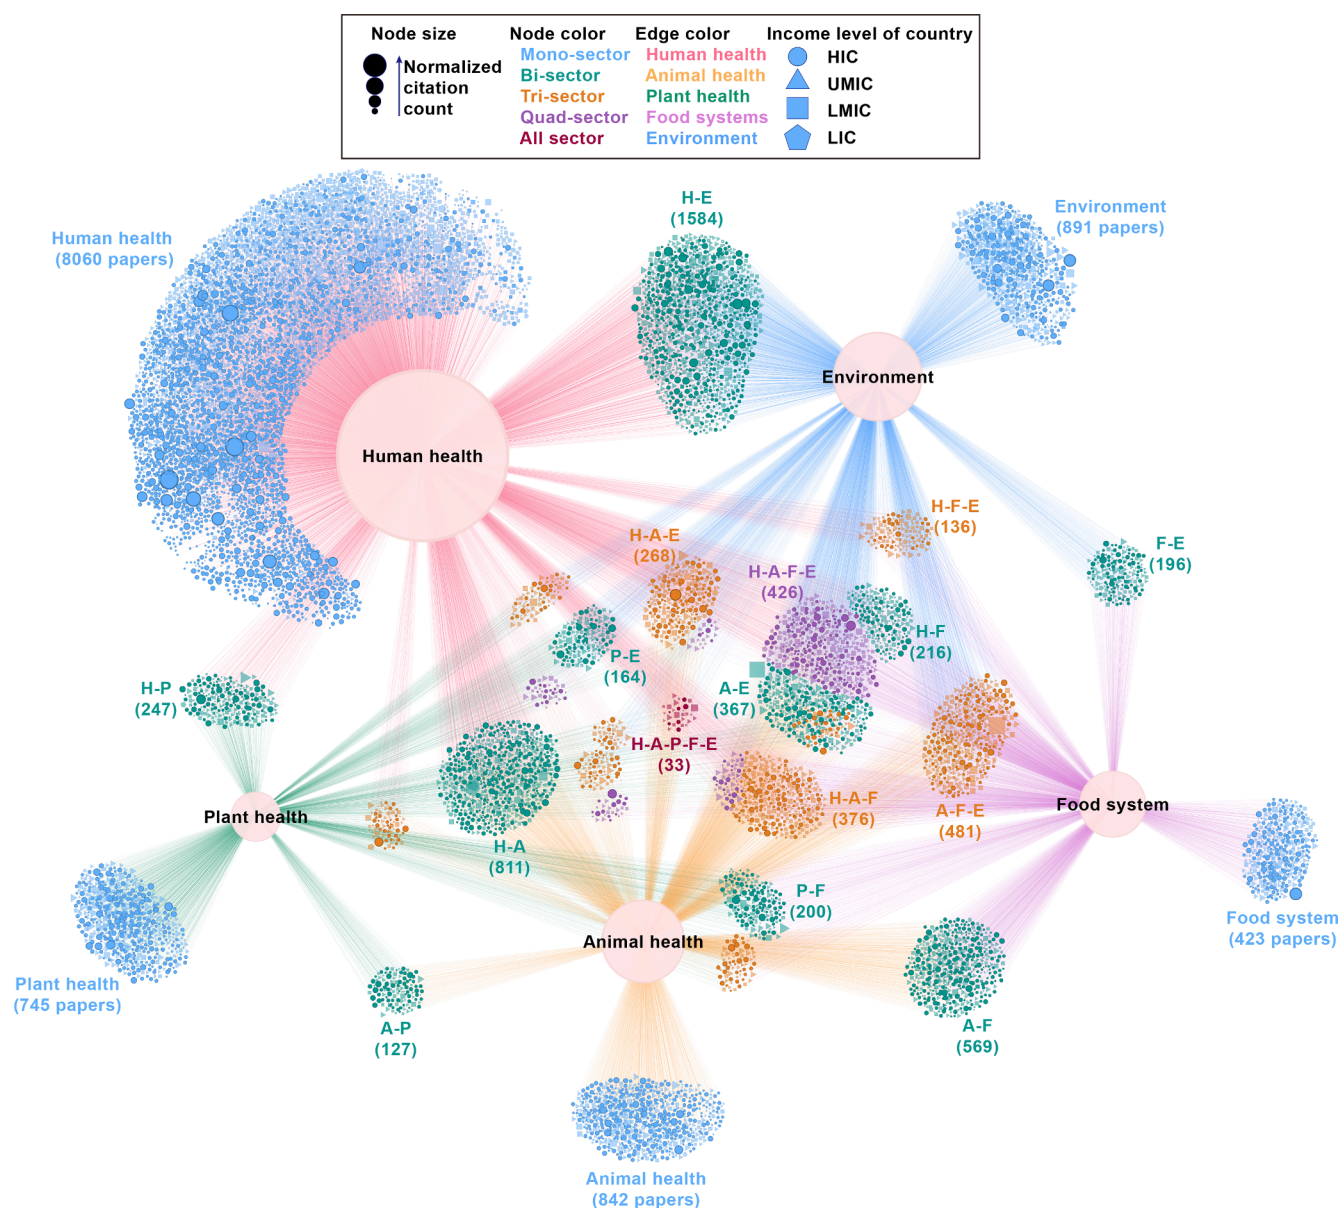 Node size
Normalized
citation
count
Node color
Mono-sector
Bi-sector
Tri-sector
Quad-sector
All sector
Edge color
Human health
Animal health
Plant health
Food systems
Environment
Income level of country
HIC
UMIC
LMIC
LIC
H-E
(1584)
Environment
(891 papers)
Human health
(8060 papers)
Environment
Human health
H-F-E
(136)
H-A-E
(268)
F-E
(196)
H-A-F-E
(426)
H-F
(216)
P-E
(164)
A-E
(367)
H-P
(247)
H-A-P-F-E
(33)
Plant health
H-A
(811)
H-A-F
(376)
A-F-E
(481)
Food system
P-F
(200)
Food system
(423 papers)
Animal health
Plant health
(745 papers)
A-P
(127)
A-F
(569)
Animal health
(842 papers)